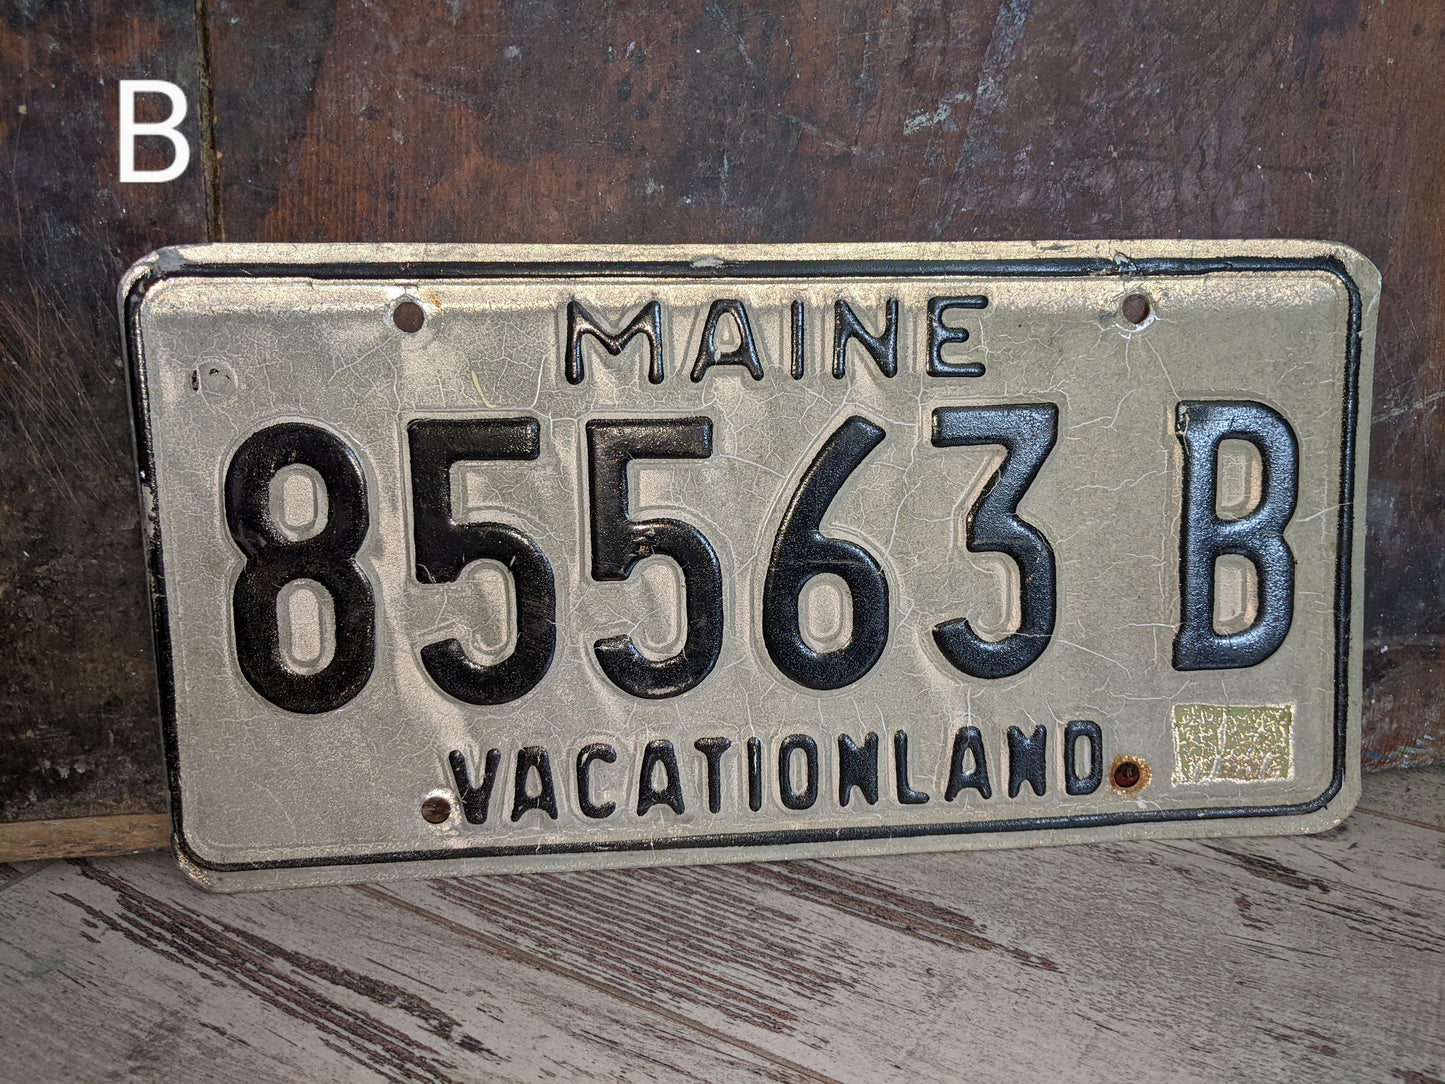 B
MAINE
85563 B
VACATIONLAND